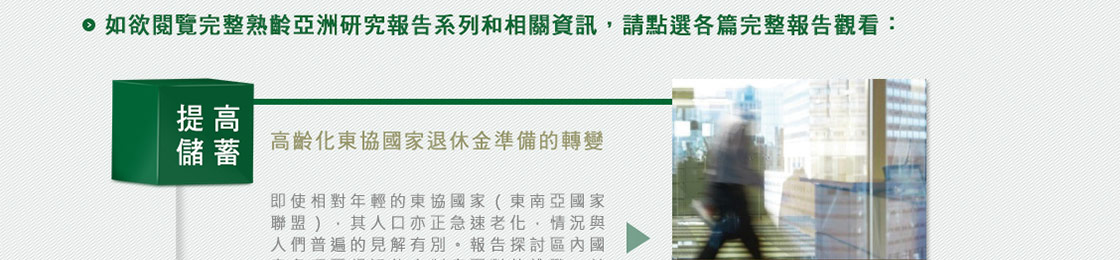 如欲閱覽完整熟齡亞洲研究報告系列和相關資訊，請點選各篇完整報告觀看：
提高
儲蓄
高齡化東協國家退休金準備的轉變
即使相對年輕的東協國家（東南亞國家
聯盟），其人口亦正急速老化，情況與
人們普遍的見解有別。報告探討區內國